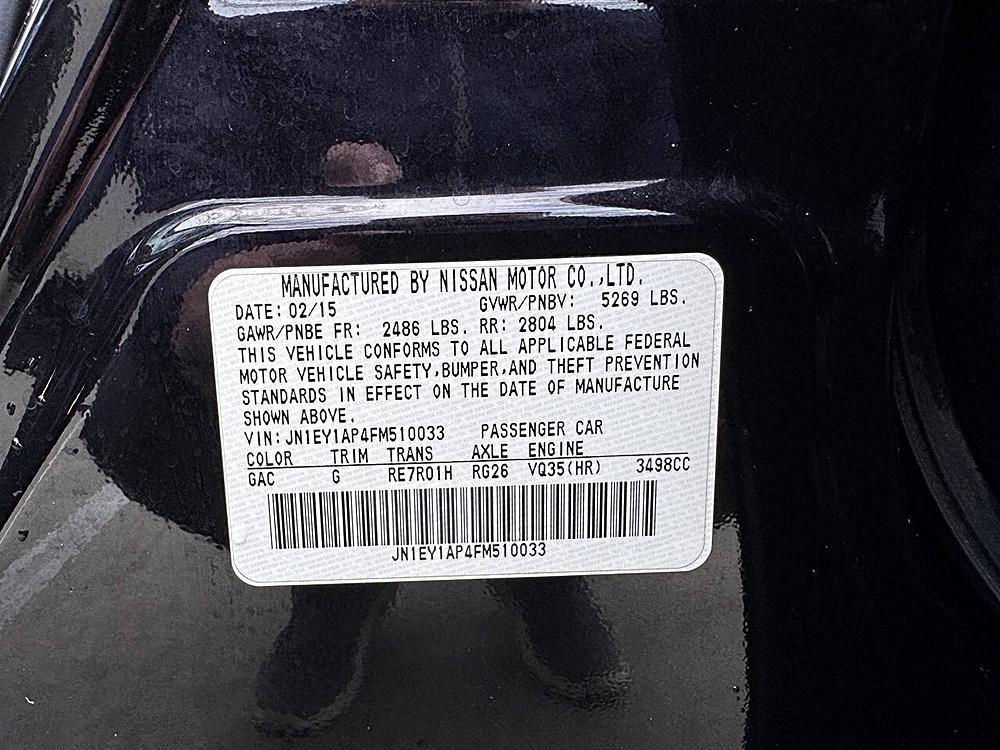 MANUFACTURED BY NISSAN MOTOR CO.,LTD.
DATE: 02/15 GVWR/PNBV: 5269 LBS.
GAWR/PNBE FR: 2486 LBS. RR: 2804 LBS.
THIS VEHICLE CONFORMS TO ALL APPLICABLE FEDERAL
MOTOR VEHICLE SAFETY,BUMPER,AND THEFT PREVENTION
STANDARDS IN EFFECT ON THE DATE OF MANUFACTURE
SHOWN ABOVE.
VIN:JN1EY1AP4FM510033 PASSENGER CAR
COLOR TRIM TRANS AXLE ENGINE
GAC G RE7R01H RG26 VQ35(HR) 3498CC
JN1EY1AP4FM510033